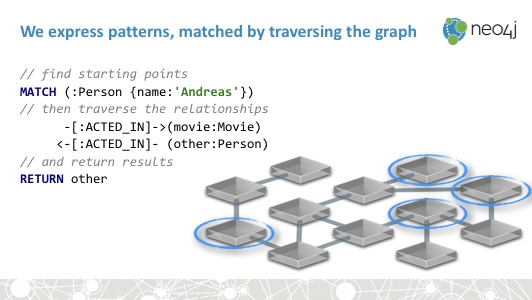 We express patterns, matched by traversing the graph
neo4j
// find starting points
MATCH (:Person {name:'Andreas'})
// then traverse the relationships
-[:ACTED_IN]->(movie:Movie)
<-[:ACTED_IN]- (other:Person)
// and return results
RETURN other